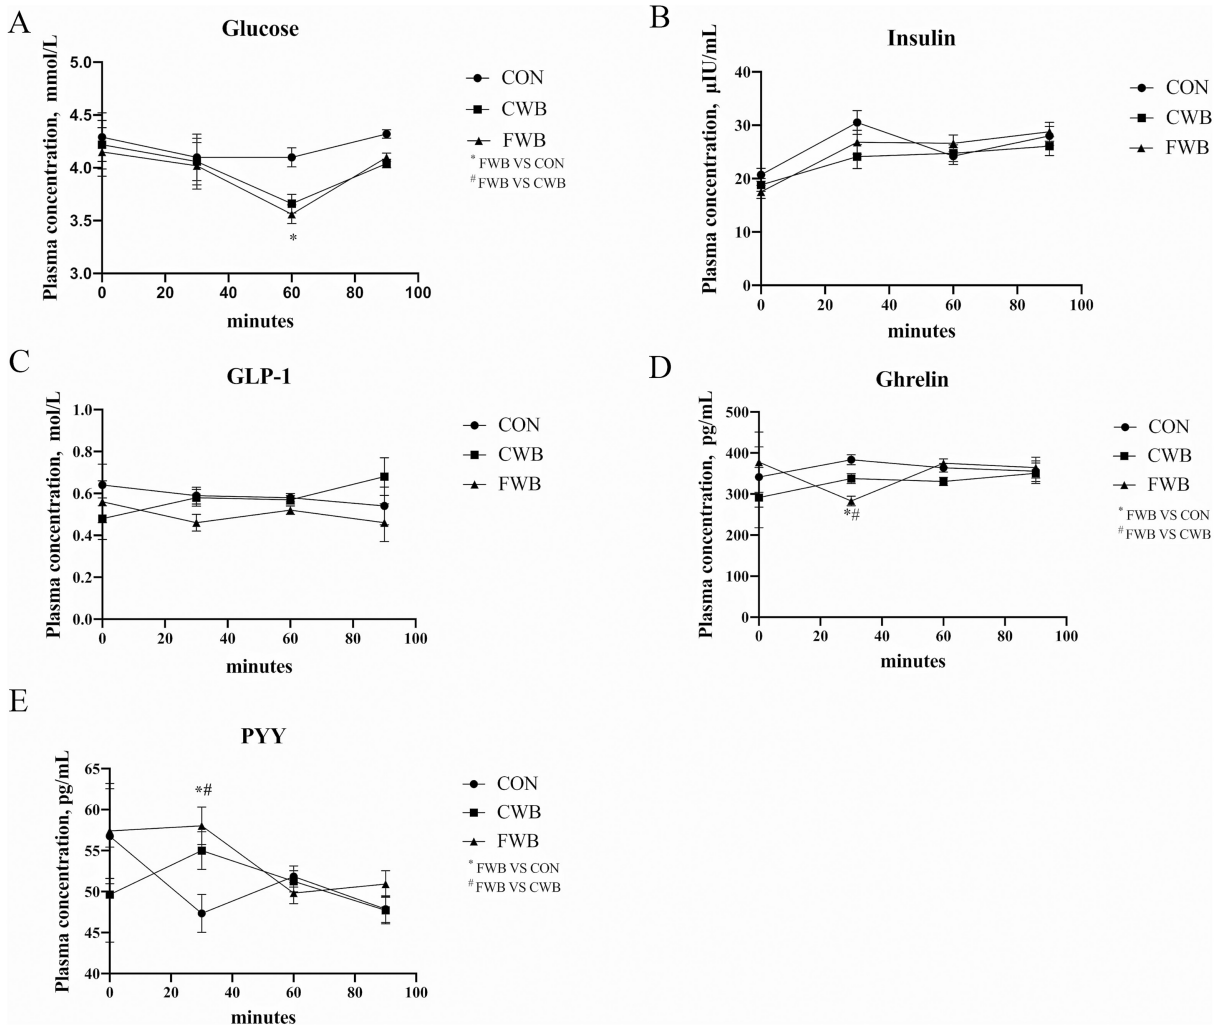 A
Glucose
Plasma concentration, mmol/L
5.0
4.5
4.0
3.5
3.0
0 20 40 60 80 100
minutes
*
CON
CWB
FWB
* FWB VS CON
# FWB VS CWB
B
Insulin
Plasma concentration, μIU/mL
40
30
20
10
0
0 20 40 60 80 100
minutes
CON
CWB
FWB
C
GLP-1
Plasma concentration, mol/L
1.0
0.8
0.6
0.4
0.2
0.0
0 20 40 60 80 100
minutes
CON
CWB
FWB
D
Ghrelin
Plasma concentration, pg/mL
500
400
300
200
100
0
0 20 40 60 80 100
minutes
*#
CON
CWB
FWB
* FWB VS CON
# FWB VS CWB
E
PYY
Plasma concentration, pg/mL
65
60
55
50
45
40
0 20 40 60 80 100
minutes
*#
CON
CWB
FWB
* FWB VS CON
# FWB VS CWB